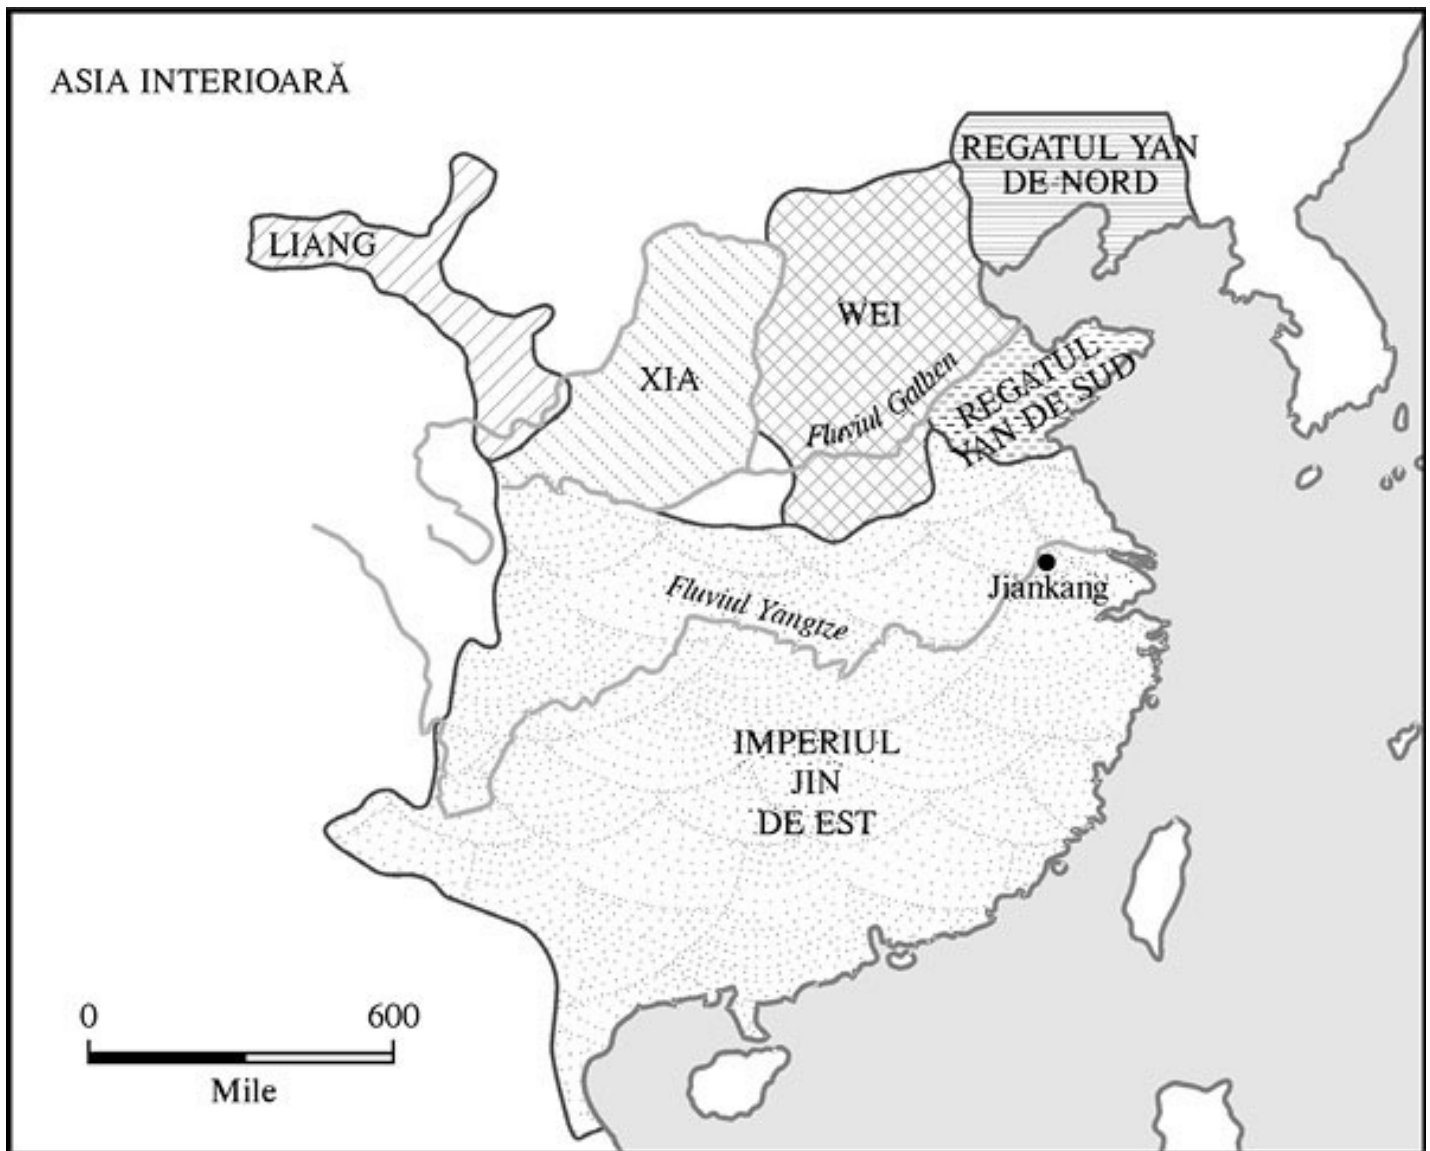 ASIA INTERIOARĂ
REGATUL YAN
DE NORD
LIANG
WEI
XIA
Fluviul Galben
REGATUL
YAN DE SUD
Jiankang
Fluviul Yangtze
IMPERIUL
JIN
DE EST
0 600
Mile